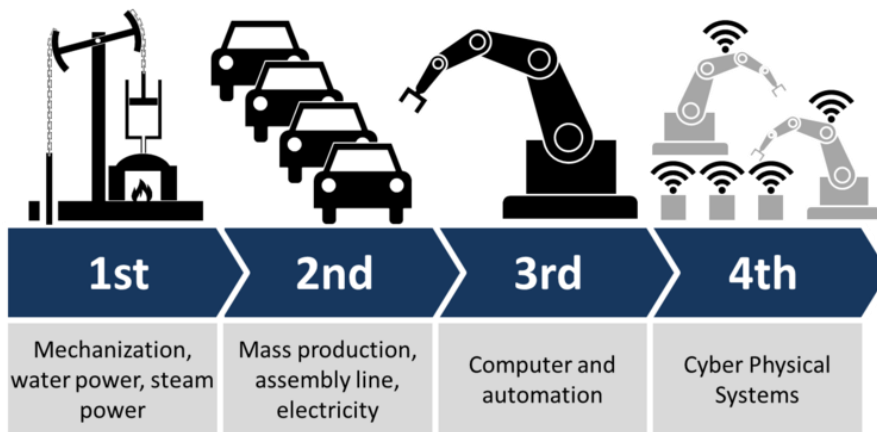 1st
2nd
3rd
4th
Mechanization,
water power, steam
power
Mass production,
assembly line,
electricity
Computer and
automation
Cyber Physical
Systems